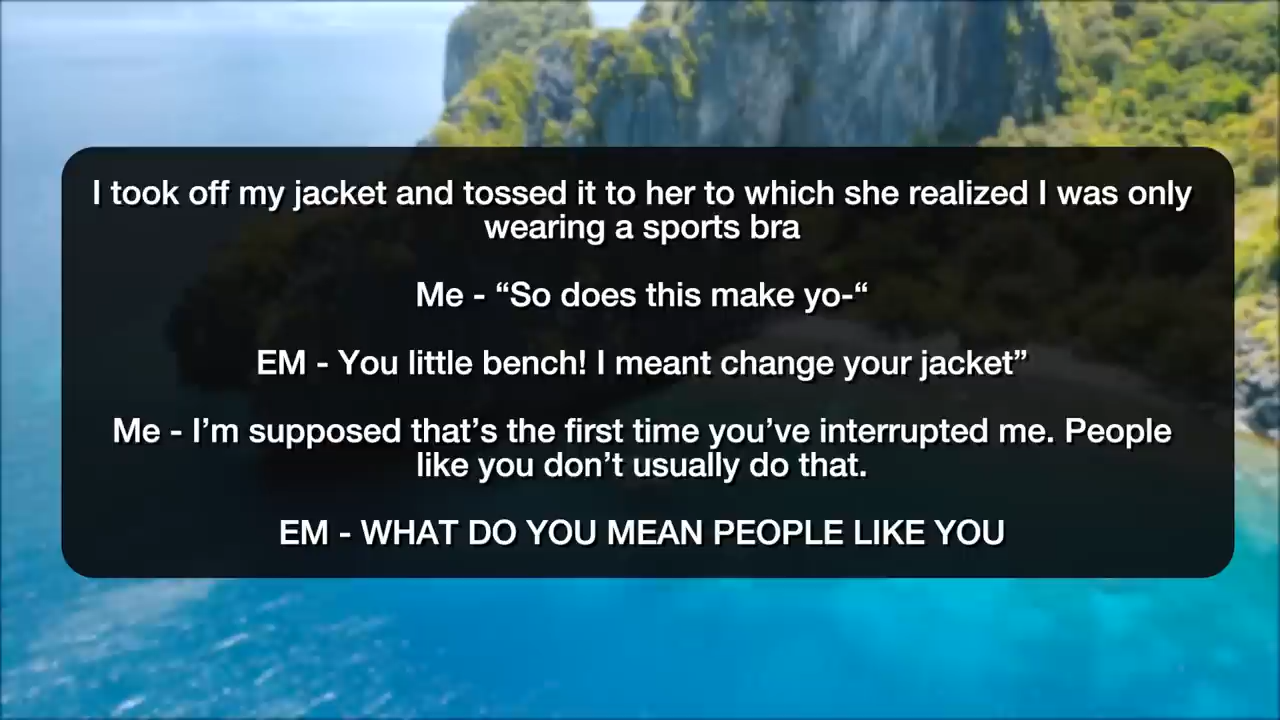 I took off my jacket and tossed it to her to which she realized I was only
wearing a sports bra
Me - “So does this make yo-“
EM - You little bench! I meant change your jacket”
Me - I’m supposed that’s the first time you’ve interrupted me. People
like you don’t usually do that.
EM - WHAT DO YOU MEAN PEOPLE LIKE YOU